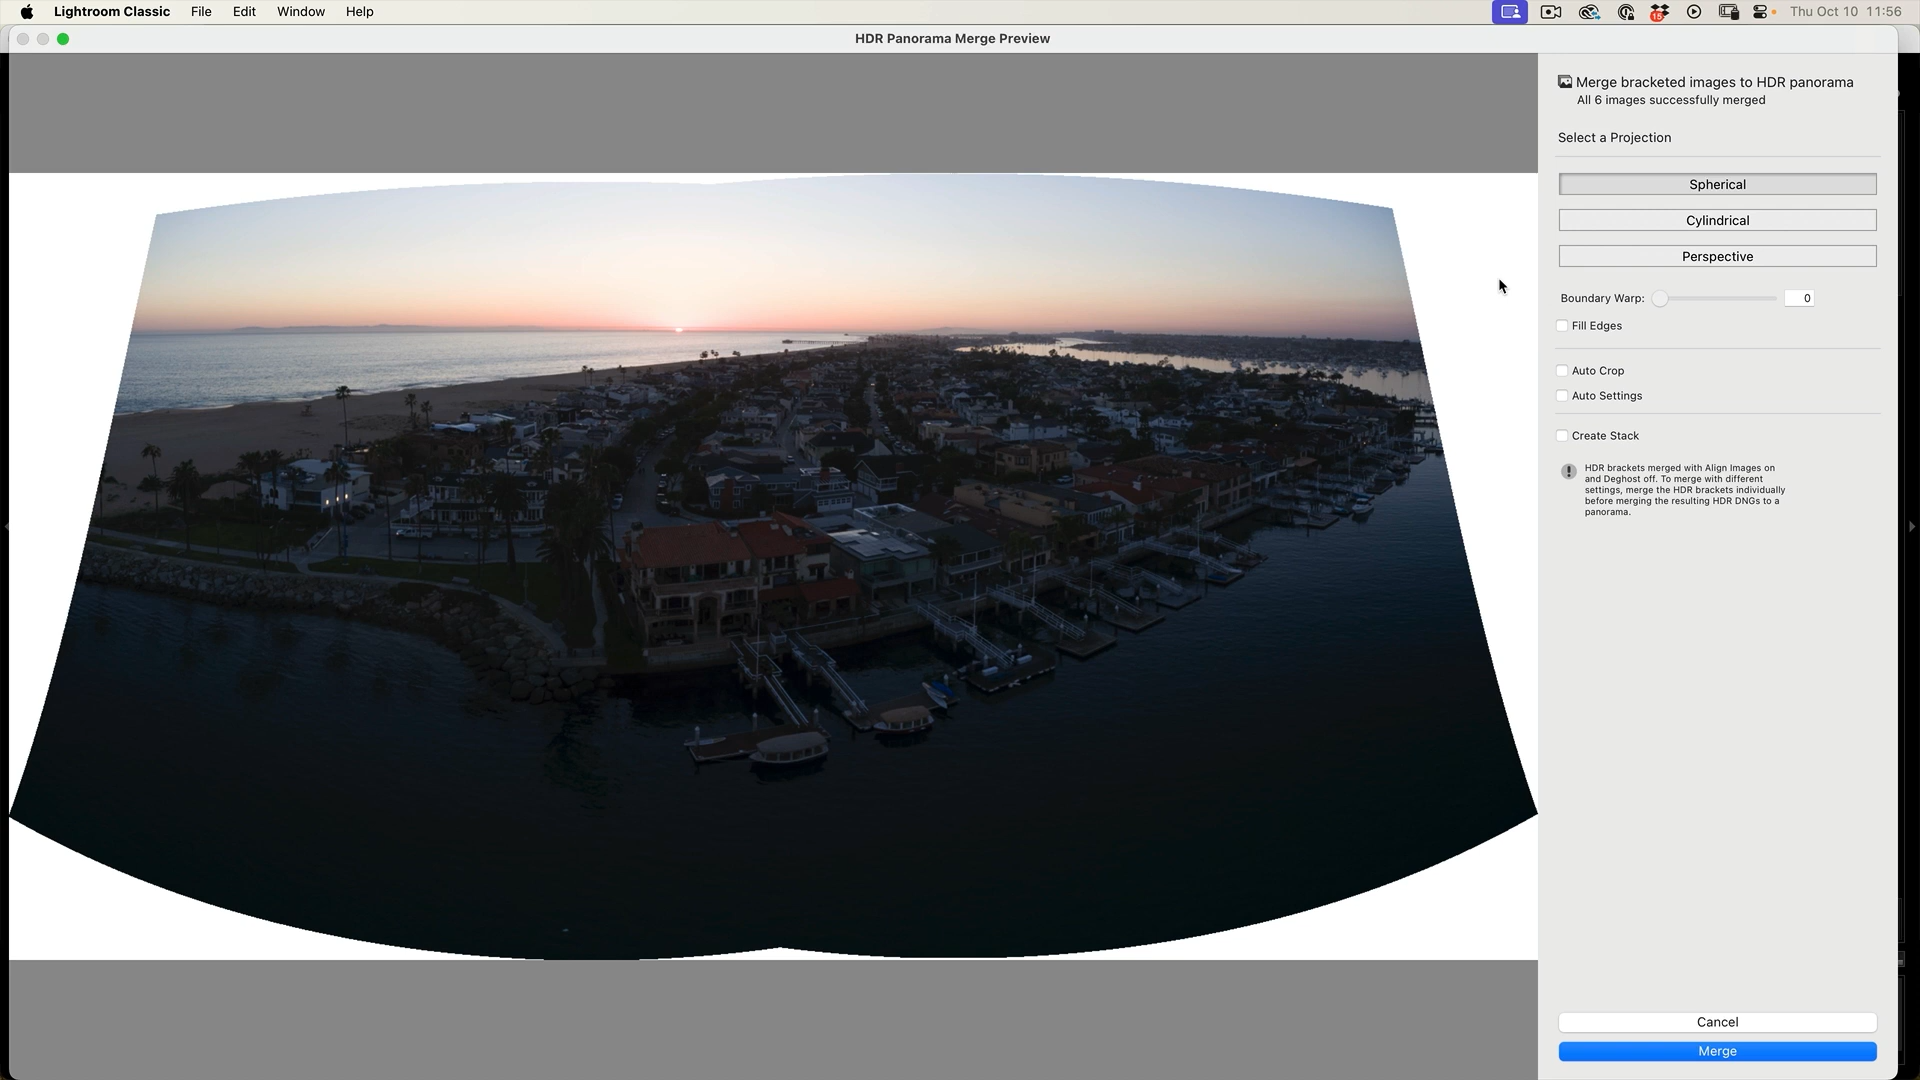 Lightroom Classic File Edit Window Help
15
Thu Oct 10 11:56
HDR Panorama Merge Preview
Merge bracketed images to HDR panorama
All 6 images successfully merged
Select a Projection
Spherical
Cylindrical
Perspective
Boundary Warp: 0
Fill Edges
Auto Crop
Auto Settings
Create Stack
HDR brackets merged with Align Images on
and Deghost off. To merge with different
settings, merge the HDR brackets individually
before merging the resulting HDR DNGs to a
panorama.
Cancel
Merge